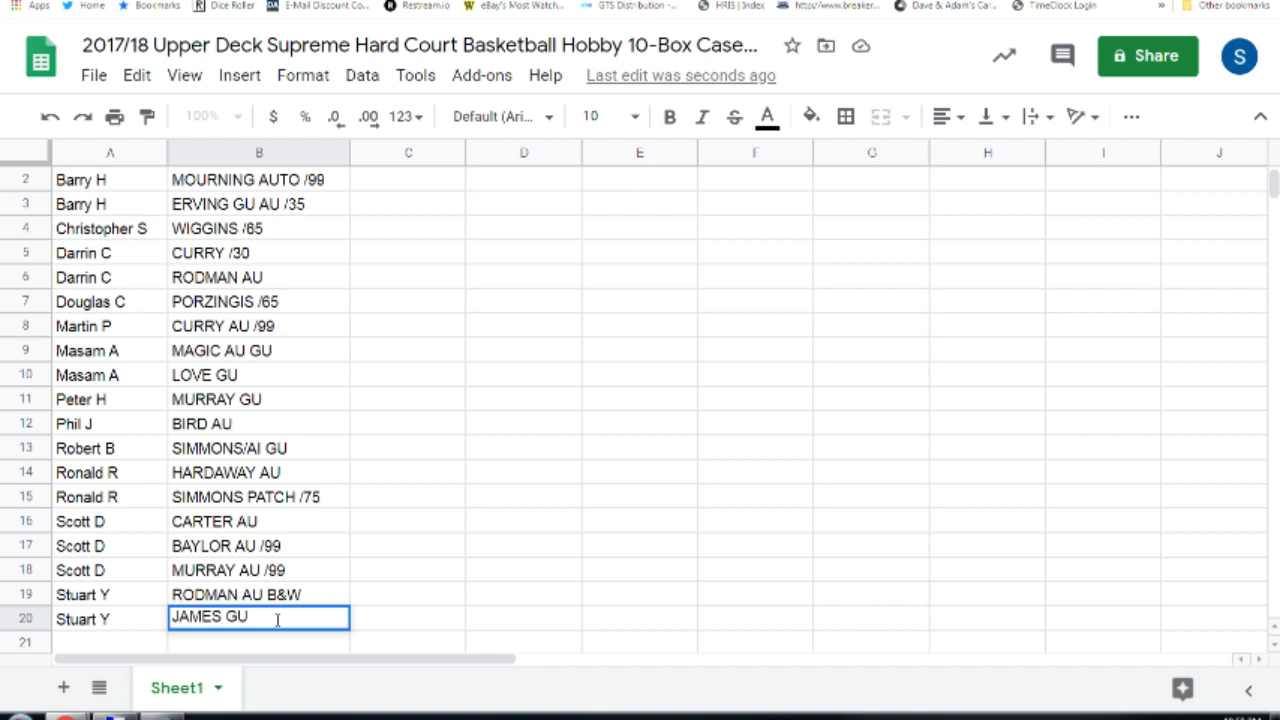 Apps Bookmarks Dice Roller E-Mail Discount Co... Restream.io eBay's Most Watch... GTS Distribution -... HRIS | Index http://www.breaker... Dave & Adam's Car... TimeClock Login » Other bookmarks
2017/18 Upper Deck Supreme Hard Court Basketball Hobby 10-Box Case...
Share
S
File Edit View Insert Format Data Tools Add-ons Help Last edit was seconds ago
100% $ % .0 .00 123 Default (Ari... 10 B I S A
A B C D E F G H I J
2 Barry H MOURNING AUTO /99
3 Barry H ERVING GU AU /35
4 Christopher S WIGGINS /65
5 Darrin C CURRY /30
6 Darrin C RODMAN AU
7 Douglas C PORZINGIS /65
8 Martin P CURRY AU /99
9 Masam A MAGIC AU GU
10 Masam A LOVE GU
11 Peter H MURRAY GU
12 Phil J BIRD AU
13 Robert B SIMMONS/AI GU
14 Ronald R HARDAWAY AU
15 Ronald R SIMMONS PATCH /75
16 Scott D CARTER AU
17 Scott D BAYLOR AU /99
18 Scott D MURRAY AU /99
19 Stuart Y RODMAN AU B&W
20 Stuart Y JAMES GU
21
Sheet1